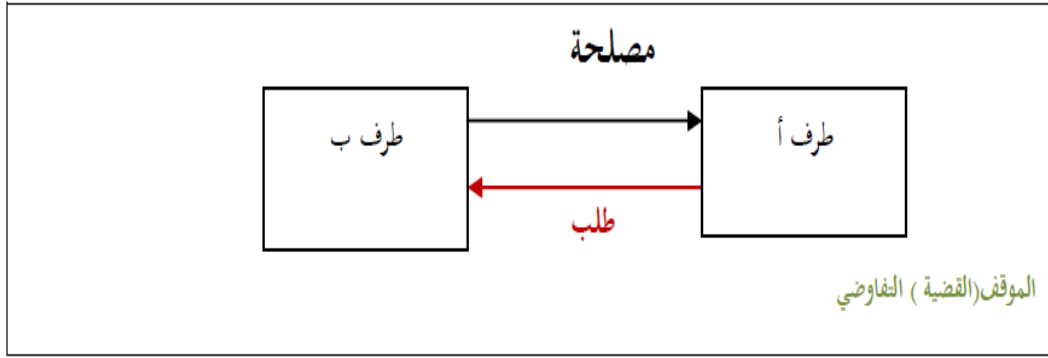 مصلحة
طرف أ
طرف ب
طلب
الموقف(القضية ) التفاوضي